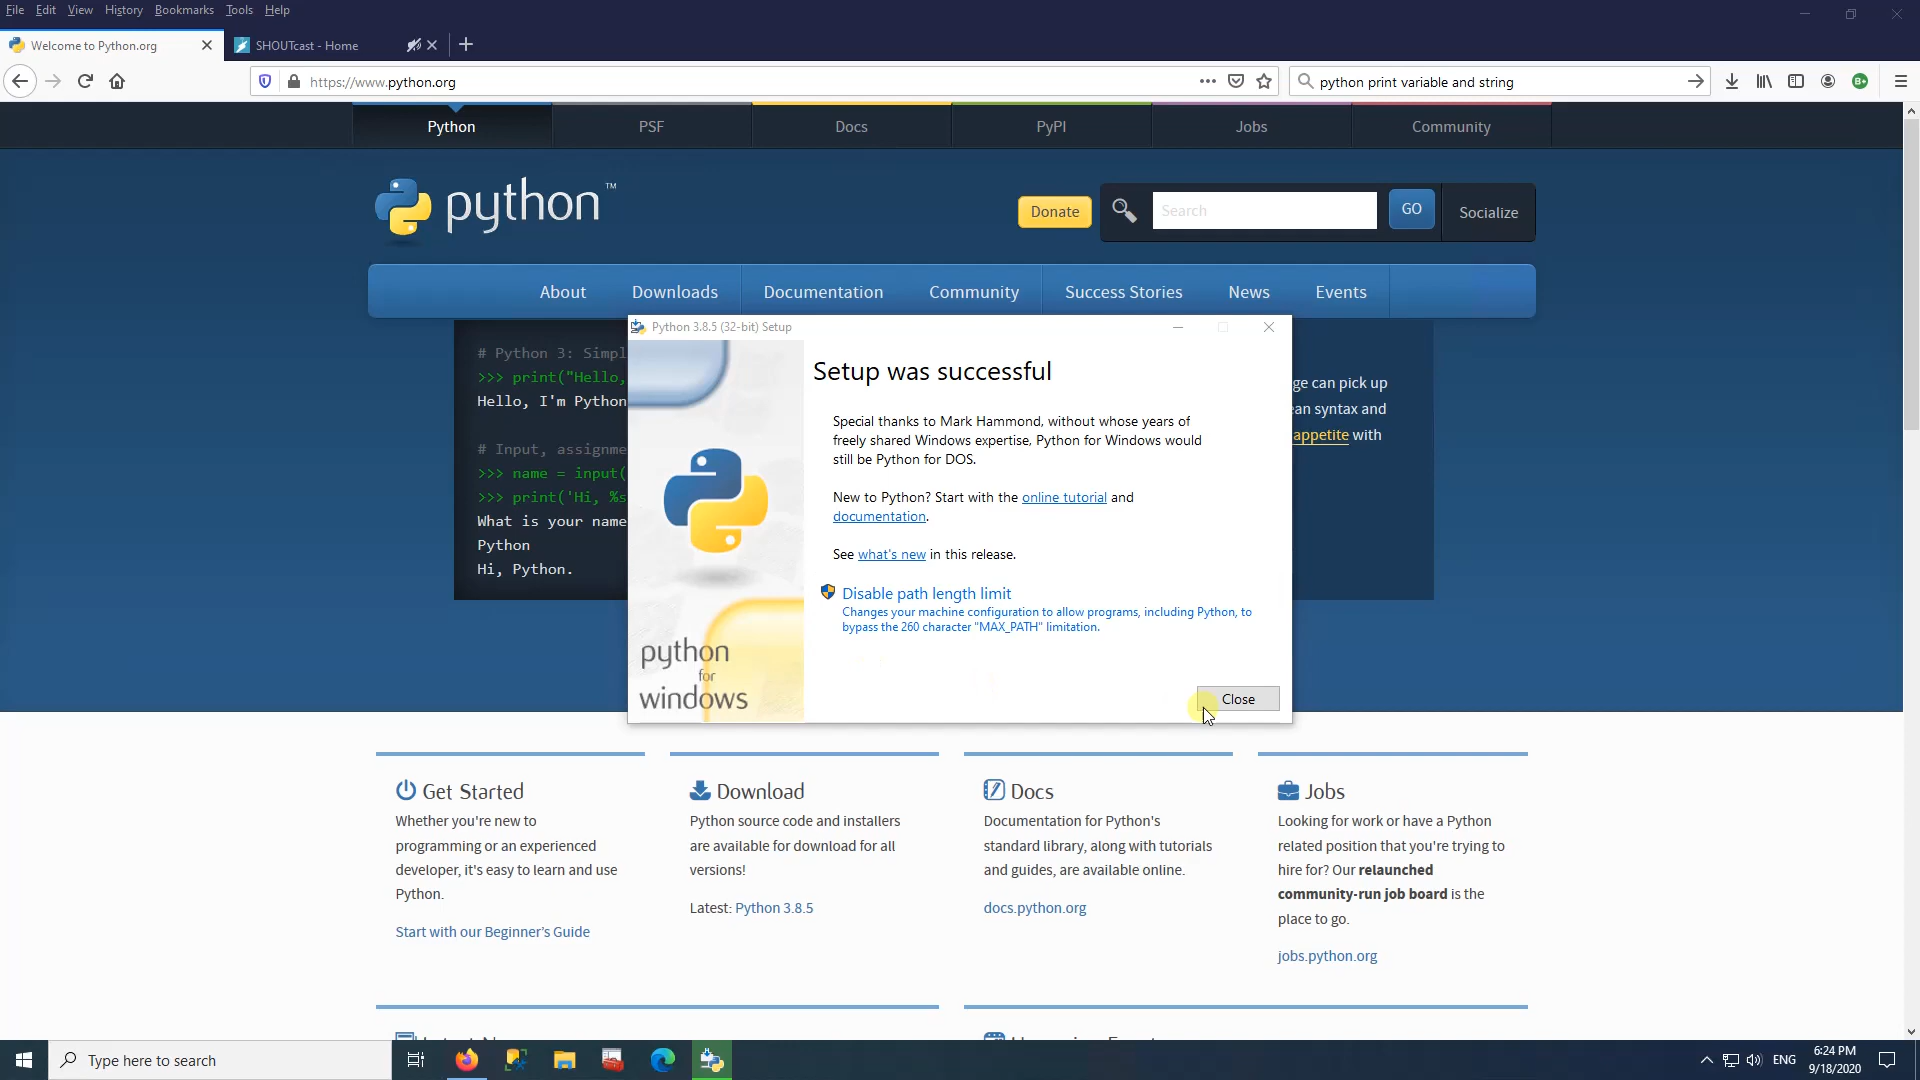 File Edit View History Bookmarks Tools Help
Welcome to Python.org
SHOUTcast - Home
https://www.python.org
python print variable and string
Python PSF Docs PyPI Jobs Community
python™
Donate
Search
GO
Socialize
About Downloads Documentation Community Success Stories News Events
# Python 3: Simpl
>>> print("Hello,
Hello, I'm Python
# Input, assignme
>>> name = input(
>>> print('Hi, %s
What is your name
Python
Hi, Python.
ge can pick up
an syntax and
appetite with
Python 3.8.5 (32-bit) Setup
Setup was successful
Special thanks to Mark Hammond, without whose years of
freely shared Windows expertise, Python for Windows would
still be Python for DOS.
New to Python? Start with the online tutorial and
documentation.
See what's new in this release.
Disable path length limit
Changes your machine configuration to allow programs, including Python, to
bypass the 260 character "MAX_PATH" limitation.
python
for
windows
Close
Get Started
Whether you're new to
programming or an experienced
developer, it's easy to learn and use
Python.
Start with our Beginner's Guide
Download
Python source code and installers
are available for download for all
versions!
Latest: Python 3.8.5
Docs
Documentation for Python's
standard library, along with tutorials
and guides, are available online.
docs.python.org
Jobs
Looking for work or have a Python
related position that you're trying to
hire for? Our relaunched
community-run job board is the
place to go.
jobs.python.org
Type here to search
ENG
6:24 PM
9/18/2020